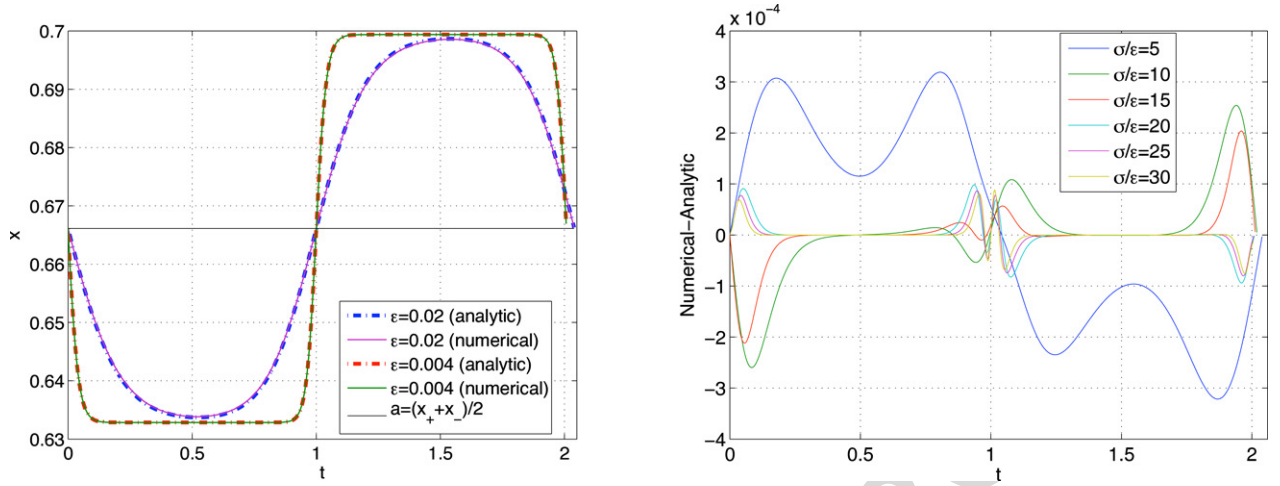 0.7
0.69
0.68
0.67
0.66
0.65
0.64
0.63
x
0
0.5
1
1.5
2
t
ε=0.02 (analytic)
ε=0.02 (numerical)
ε=0.004 (analytic)
ε=0.004 (numerical)
a=(x₊+x₋)/2
x 10⁻⁴
4
3
2
1
0
−1
−2
−3
−4
Numerical−Analytic
0
0.5
1
1.5
2
t
σ/ε=5
σ/ε=10
σ/ε=15
σ/ε=20
σ/ε=25
σ/ε=30